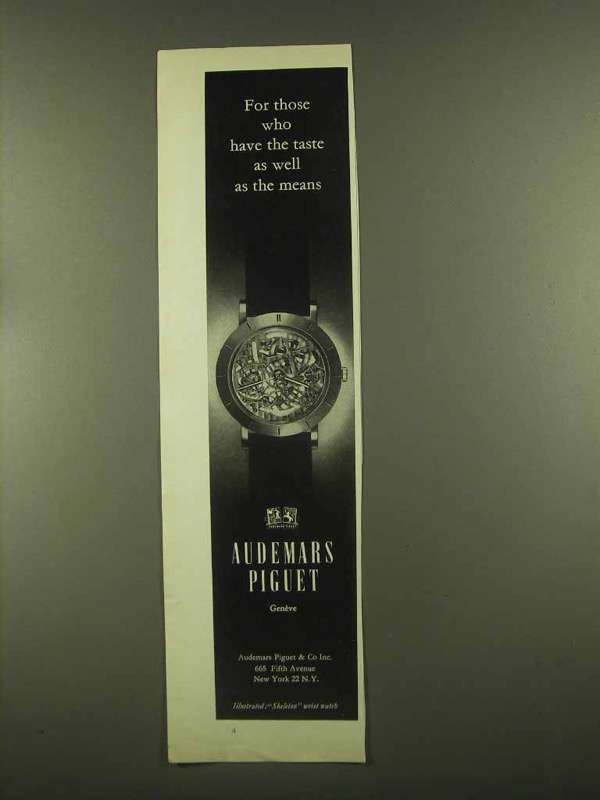 For those
who
have the taste
as well
as the means
AUDEMARS
PIGUET
Genève
Audemars Piguet & Co Inc.
665 Fifth Avenue
New York 22 N.Y.
Illustrated: "Skeleton" wrist watch
4